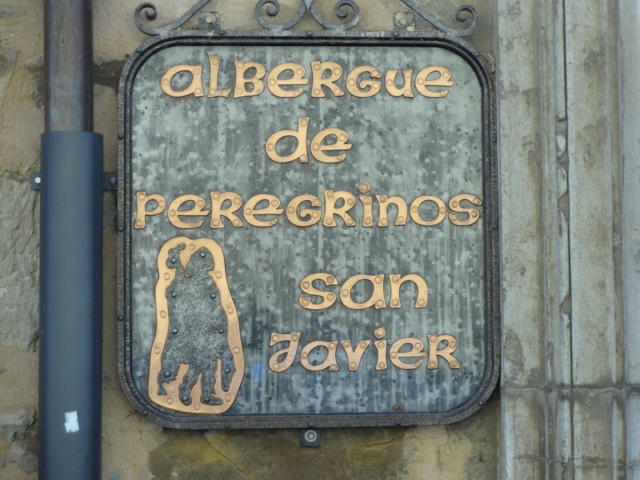 ALBERGUE
de
PEREGRINOS
SAN
JAVIER